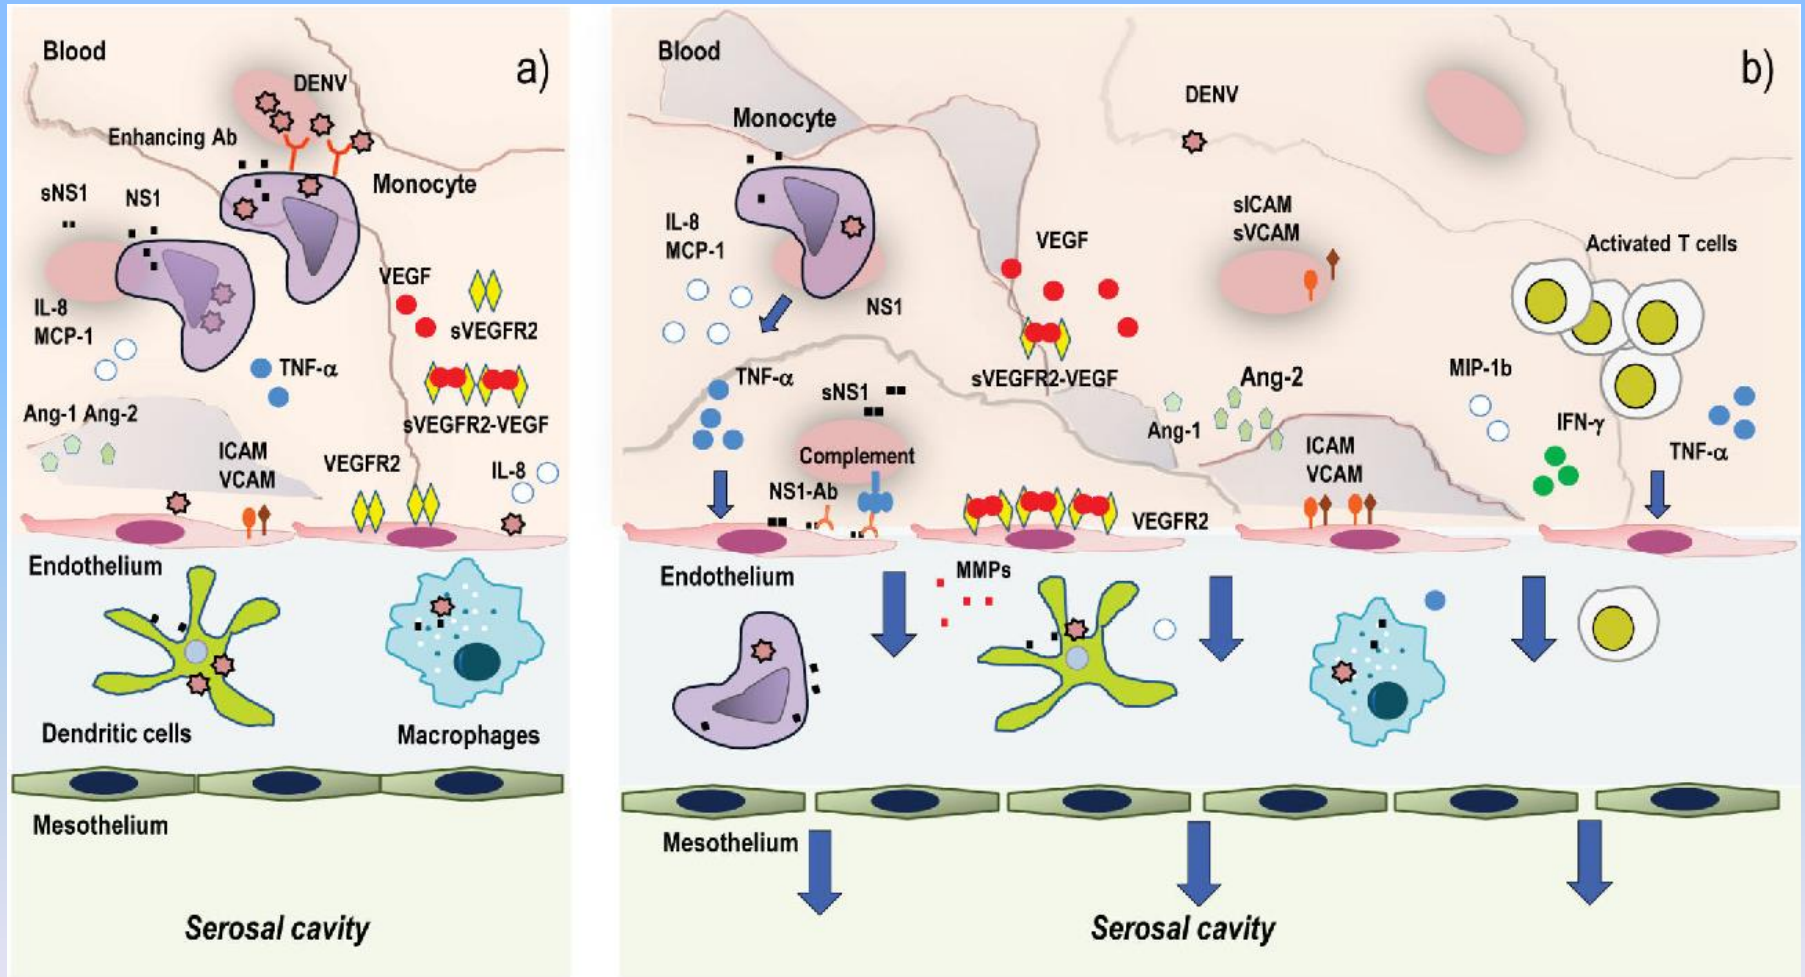 Blood
a)
DENV
Enhancing Ab
Monocyte
sNS1
NS1
VEGF
IL-8
MCP-1
sVEGFR2
TNF-α
Ang-1 Ang-2
sVEGFR2-VEGF
ICAM
VCAM
VEGFR2
IL-8
Endothelium
Dendritic cells
Macrophages
Mesothelium
Serosal cavity
Blood
b)
DENV
Monocyte
sICAM
sVCAM
IL-8
MCP-1
VEGF
Activated T cells
NS1
TNF-α
sNS1
sVEGFR2-VEGF
Ang-2
MIP-1b
Ang-1
IFN-γ
ICAM
VCAM
TNF-α
Complement
NS1-Ab
VEGFR2
Endothelium
MMPs
Mesothelium
Serosal cavity